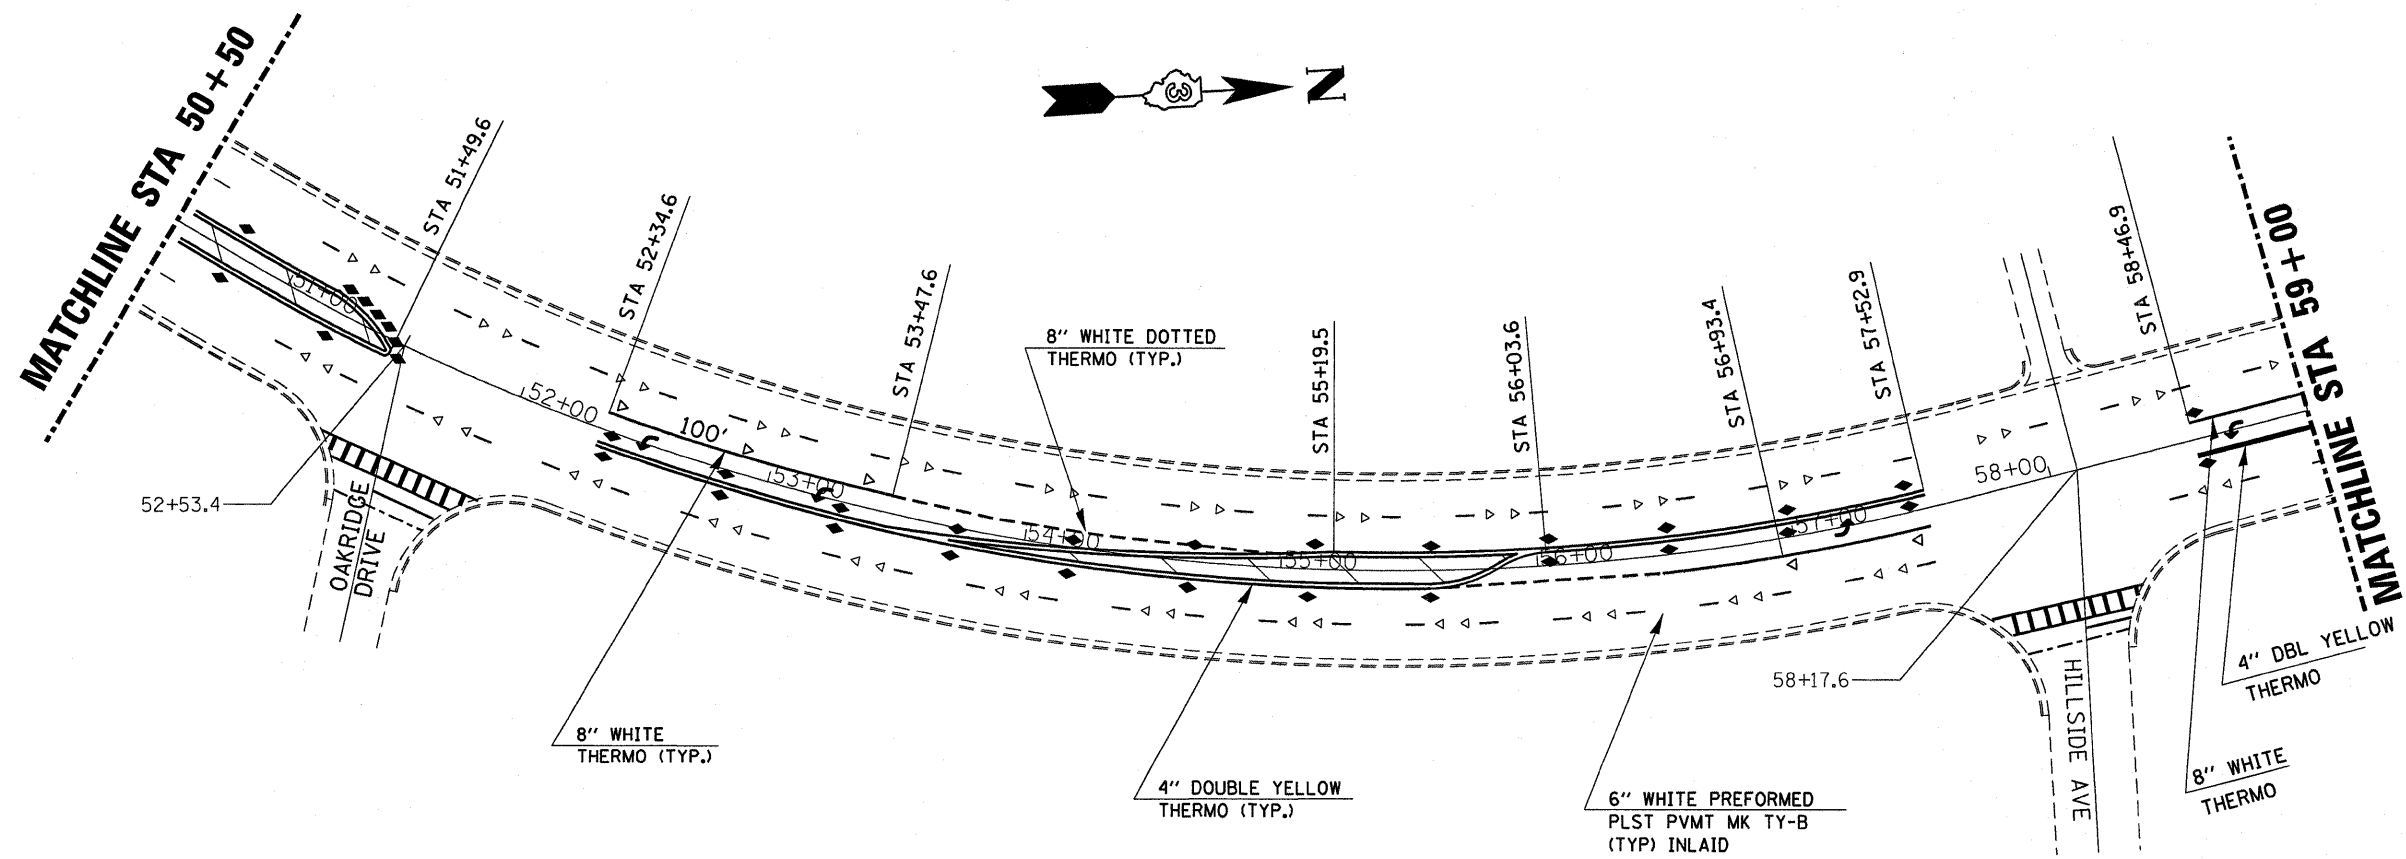 MATCHLINE STA 50+50
STA 51+49.6
STA 52+34.6
STA 53+47.6
8" WHITE DOTTED
THERMO (TYP.)
3
N
STA 55+19.5
STA 56+03.6
STA 56+93.4
STA 57+52.9
STA 58+46.9
MATCHLINE STA 59+00
51+00
52+00
100'
53+00
54+00
55+00
56+00
57+00
58+00
52+53.4
OAKRIDGE
DRIVE
8" WHITE
THERMO (TYP.)
4" DOUBLE YELLOW
THERMO (TYP.)
6" WHITE PREFORMED
PLST PVMT MK TY-B
(TYP) INLAID
58+17.6
HILLSIDE AVE
4" DBL YELLOW
THERMO
8" WHITE
THERMO